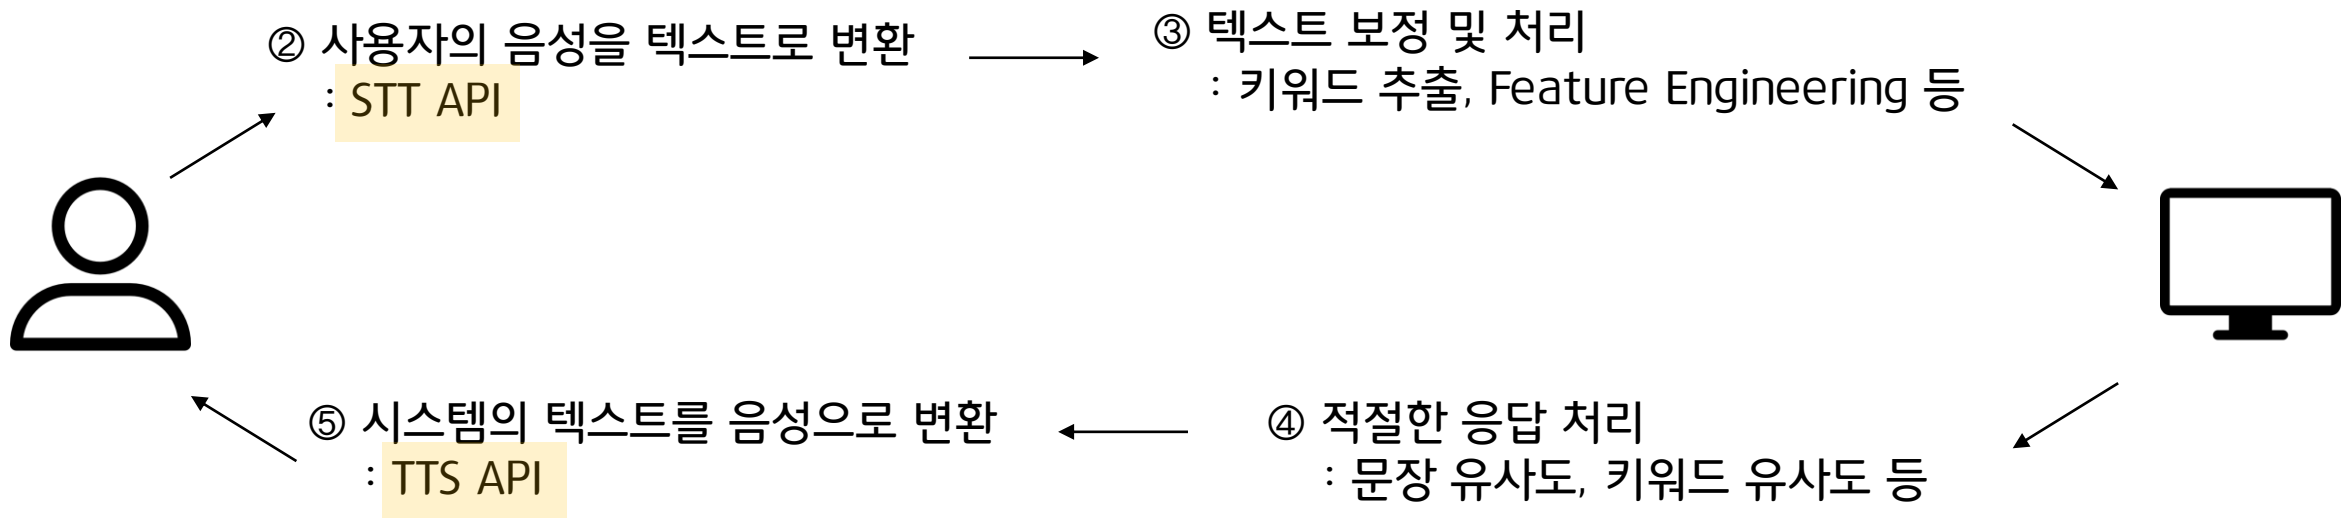 ② 사용자의 음성을 텍스트로 변환
: STT API
③ 텍스트 보정 및 처리
: 키워드 추출, Feature Engineering 등
④ 적절한 응답 처리
: 문장 유사도, 키워드 유사도 등
⑤ 시스템의 텍스트를 음성으로 변환
: TTS API